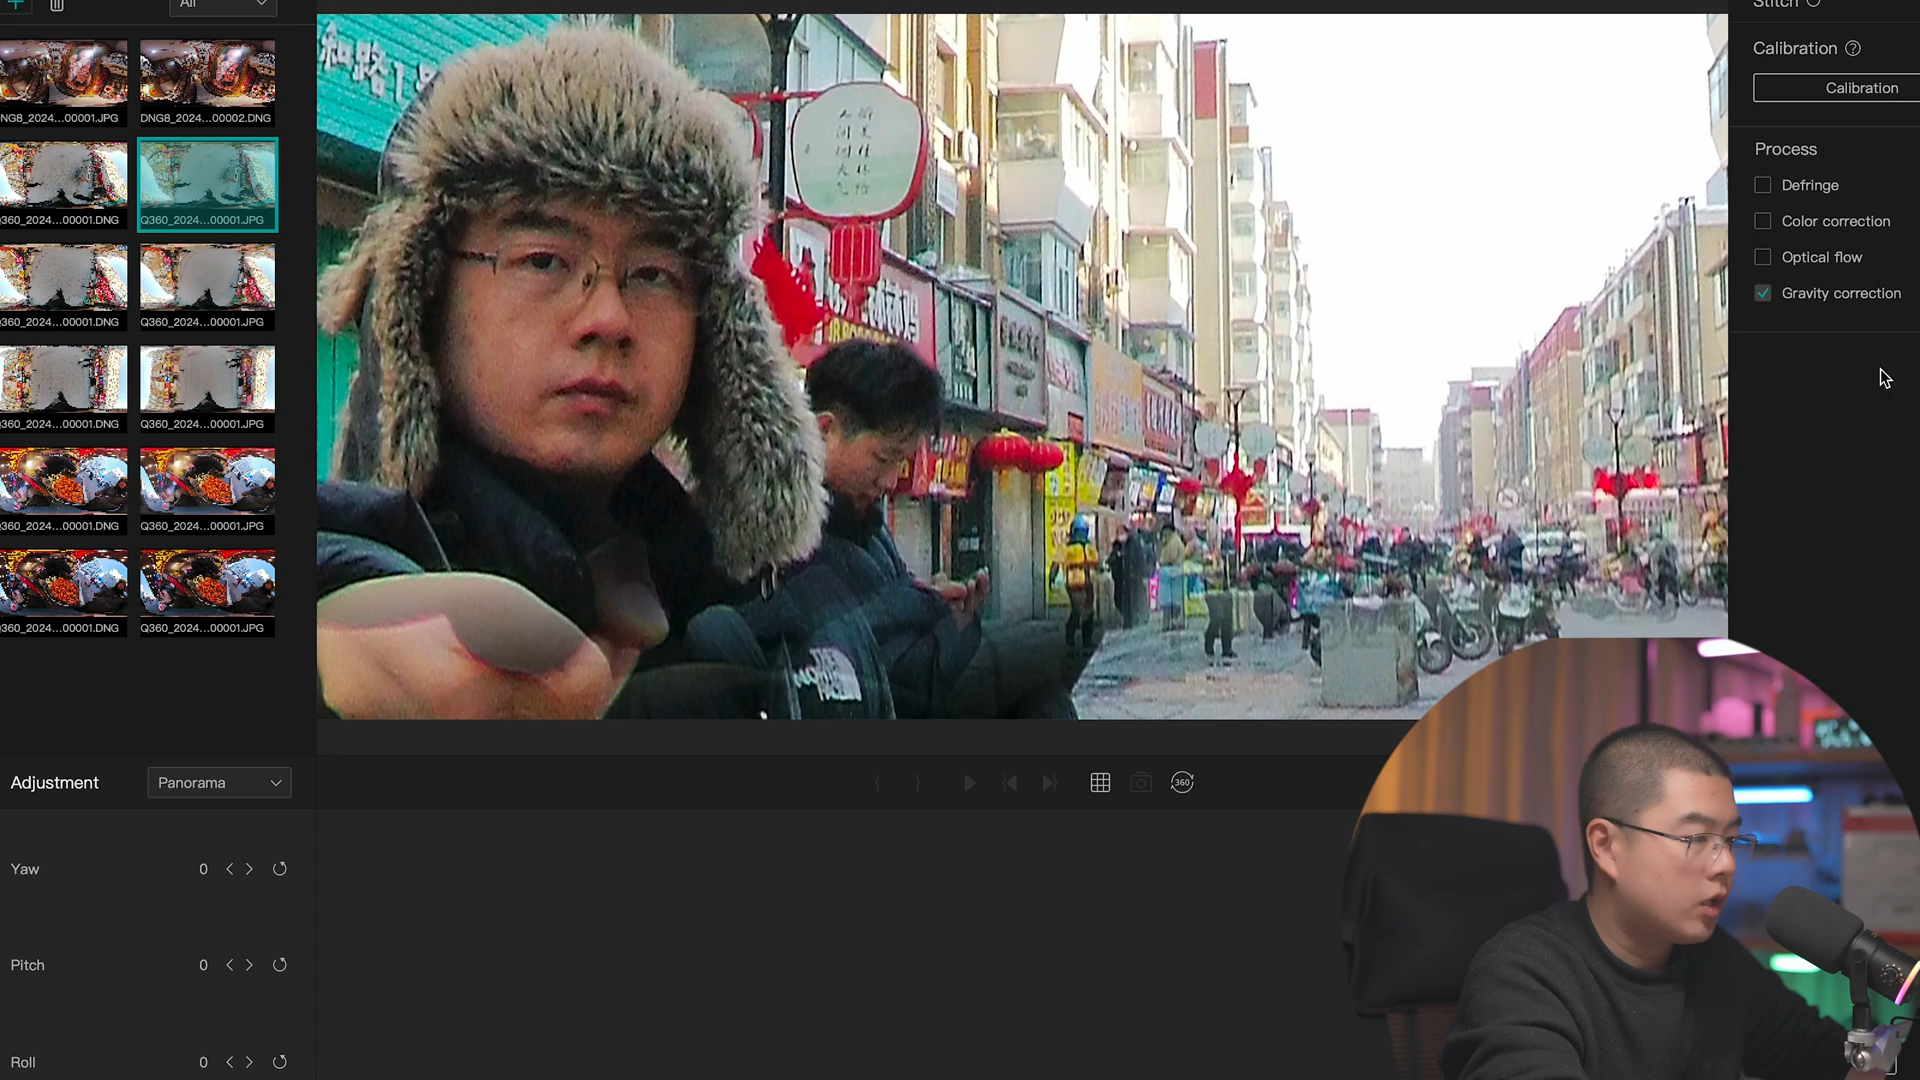 All
Stitch
Calibration
Calibration
Process
Defringe
Color correction
Optical flow
Gravity correction
NG8_2024...00001.JPG
DNG8_2024...00002.DNG
360_2024...00001.DNG
Q360_2024...00001.JPG
360_2024...00001.DNG
Q360_2024...00001.JPG
360_2024...00001.DNG
Q360_2024...00001.JPG
360_2024...00001.DNG
Q360_2024...00001.JPG
360_2024...00001.DNG
Q360_2024...00001.JPG
和路
Adjustment
Panorama
360
Yaw
0
Pitch
0
Roll
0